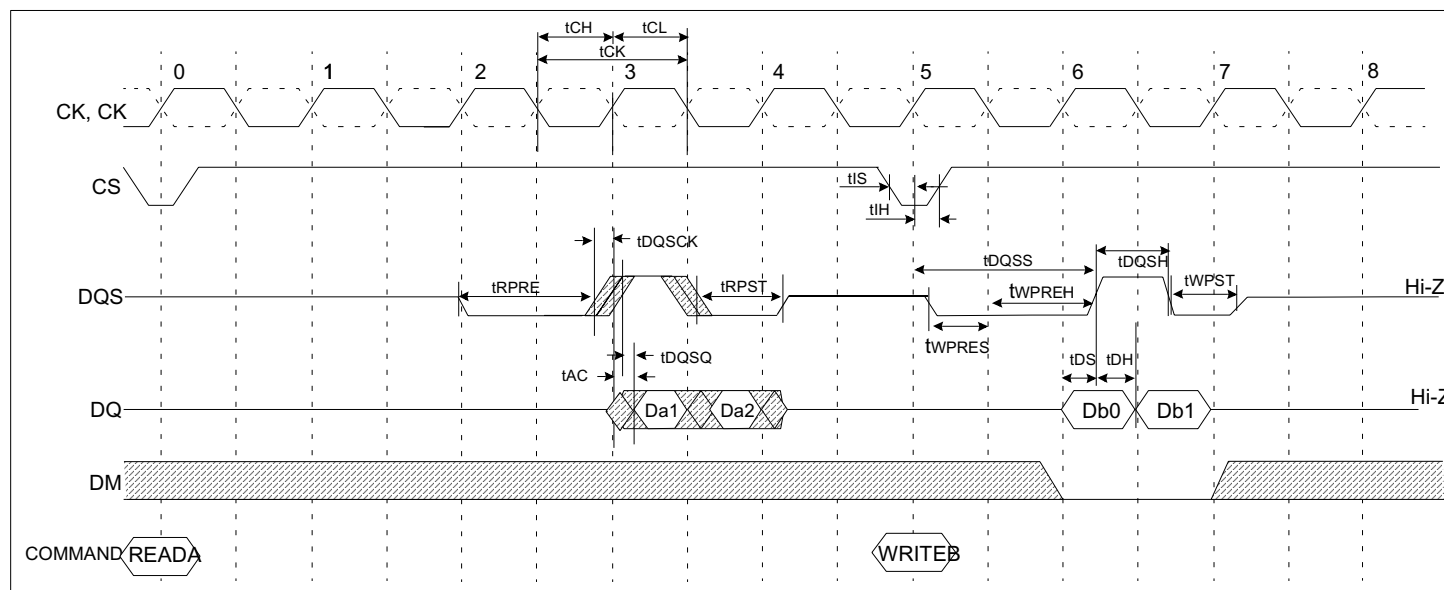 tCH tCL
tCK
0 1 2 3 4 5 6 7 8
CK, CK
CS
tIS
tIH
tDQSCK
tDQSS
tDQSH
tRPRE
tRPST
tWPREH
tWPST
DQS
Hi-Z
tWPRES
tDQSQ
tAC
tDS tDH
DQ
Da1 Da2
Db0 Db1
Hi-Z
DM
COMMAND
READA
WRITEB